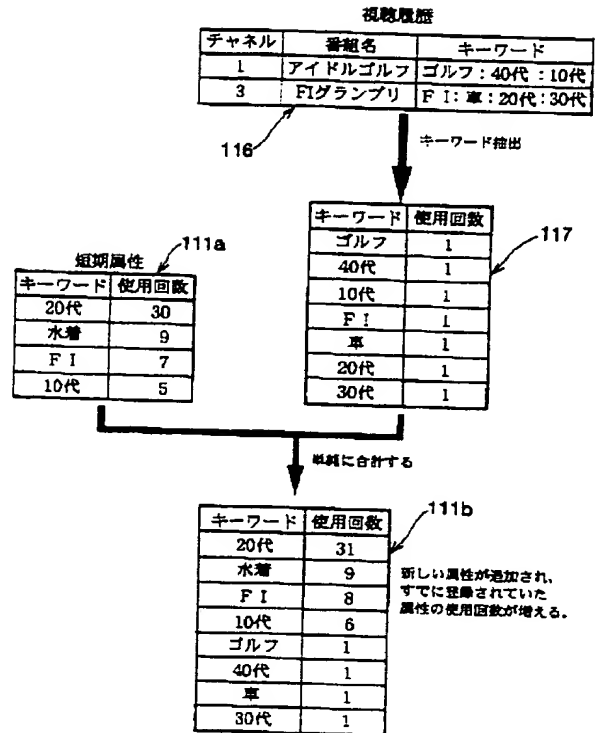 視聴履歴
チャネル 番組名 キーワード
1 アイドルゴルフ ゴルフ：40代：10代
3 FIグランプリ FI：車：20代：30代
116
キーワード抽出
キーワード 使用回数
ゴルフ 1
40代 1
10代 1
FI 1
車 1
20代 1
30代 1
117
短期属性
111a
キーワード 使用回数
20代 30
水着 9
FI 7
10代 5
単純に合計する
キーワード 使用回数
20代 31
水着 9
FI 8
10代 6
ゴルフ 1
40代 1
車 1
30代 1
111b
新しい属性が追加され、
すでに登録されていた
属性の使用回数が増える。